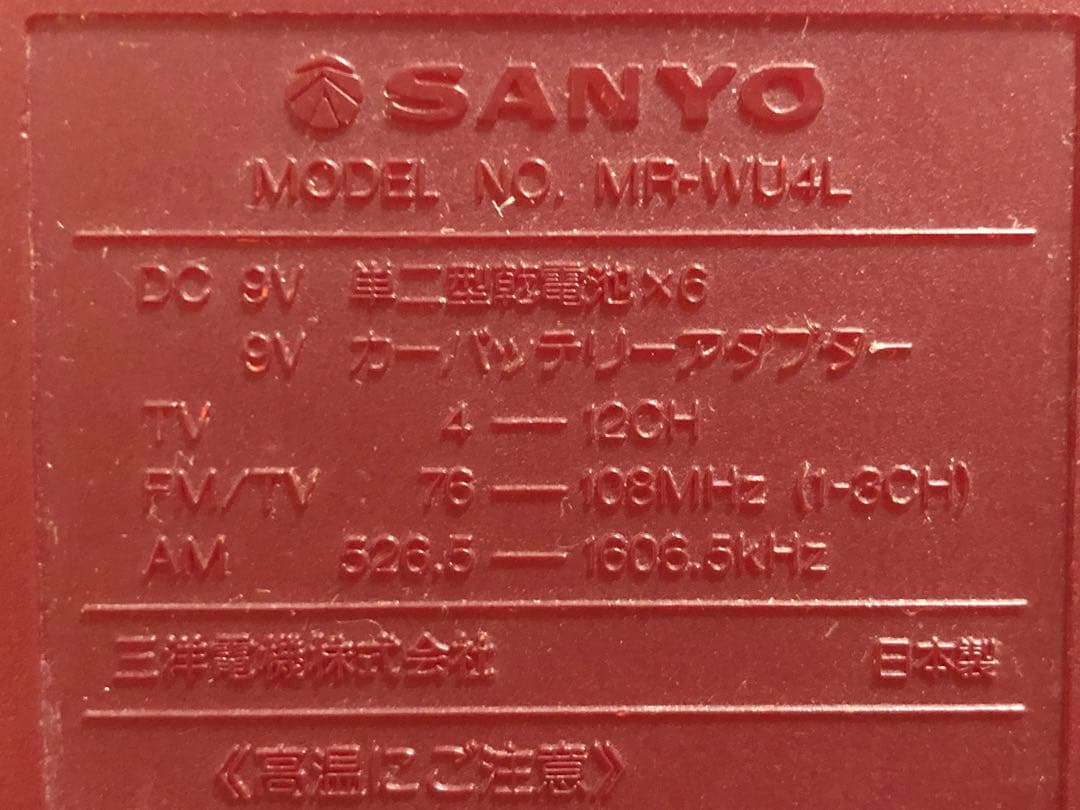 SANYO
MODEL NO. MR-WU4L
DC 9V 単二型乾電池×6
9V カーバッテリーアダプター
TV 4 — 12CH
FM/TV 76 — 108MHz (1-3CH)
AM 526.5 — 1606.5kHz
三洋電機株式会社 日本製
《高温にご注意》